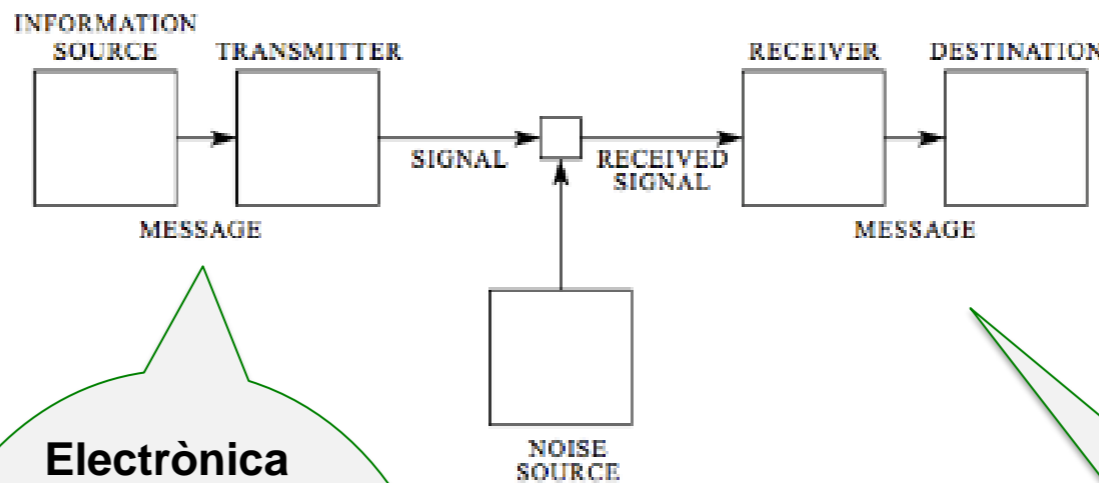 INFORMATION
SOURCE
TRANSMITTER
RECEIVER
DESTINATION
SIGNAL
RECEIVED
SIGNAL
MESSAGE
MESSAGE
Electrònica
NOISE
SOURCE